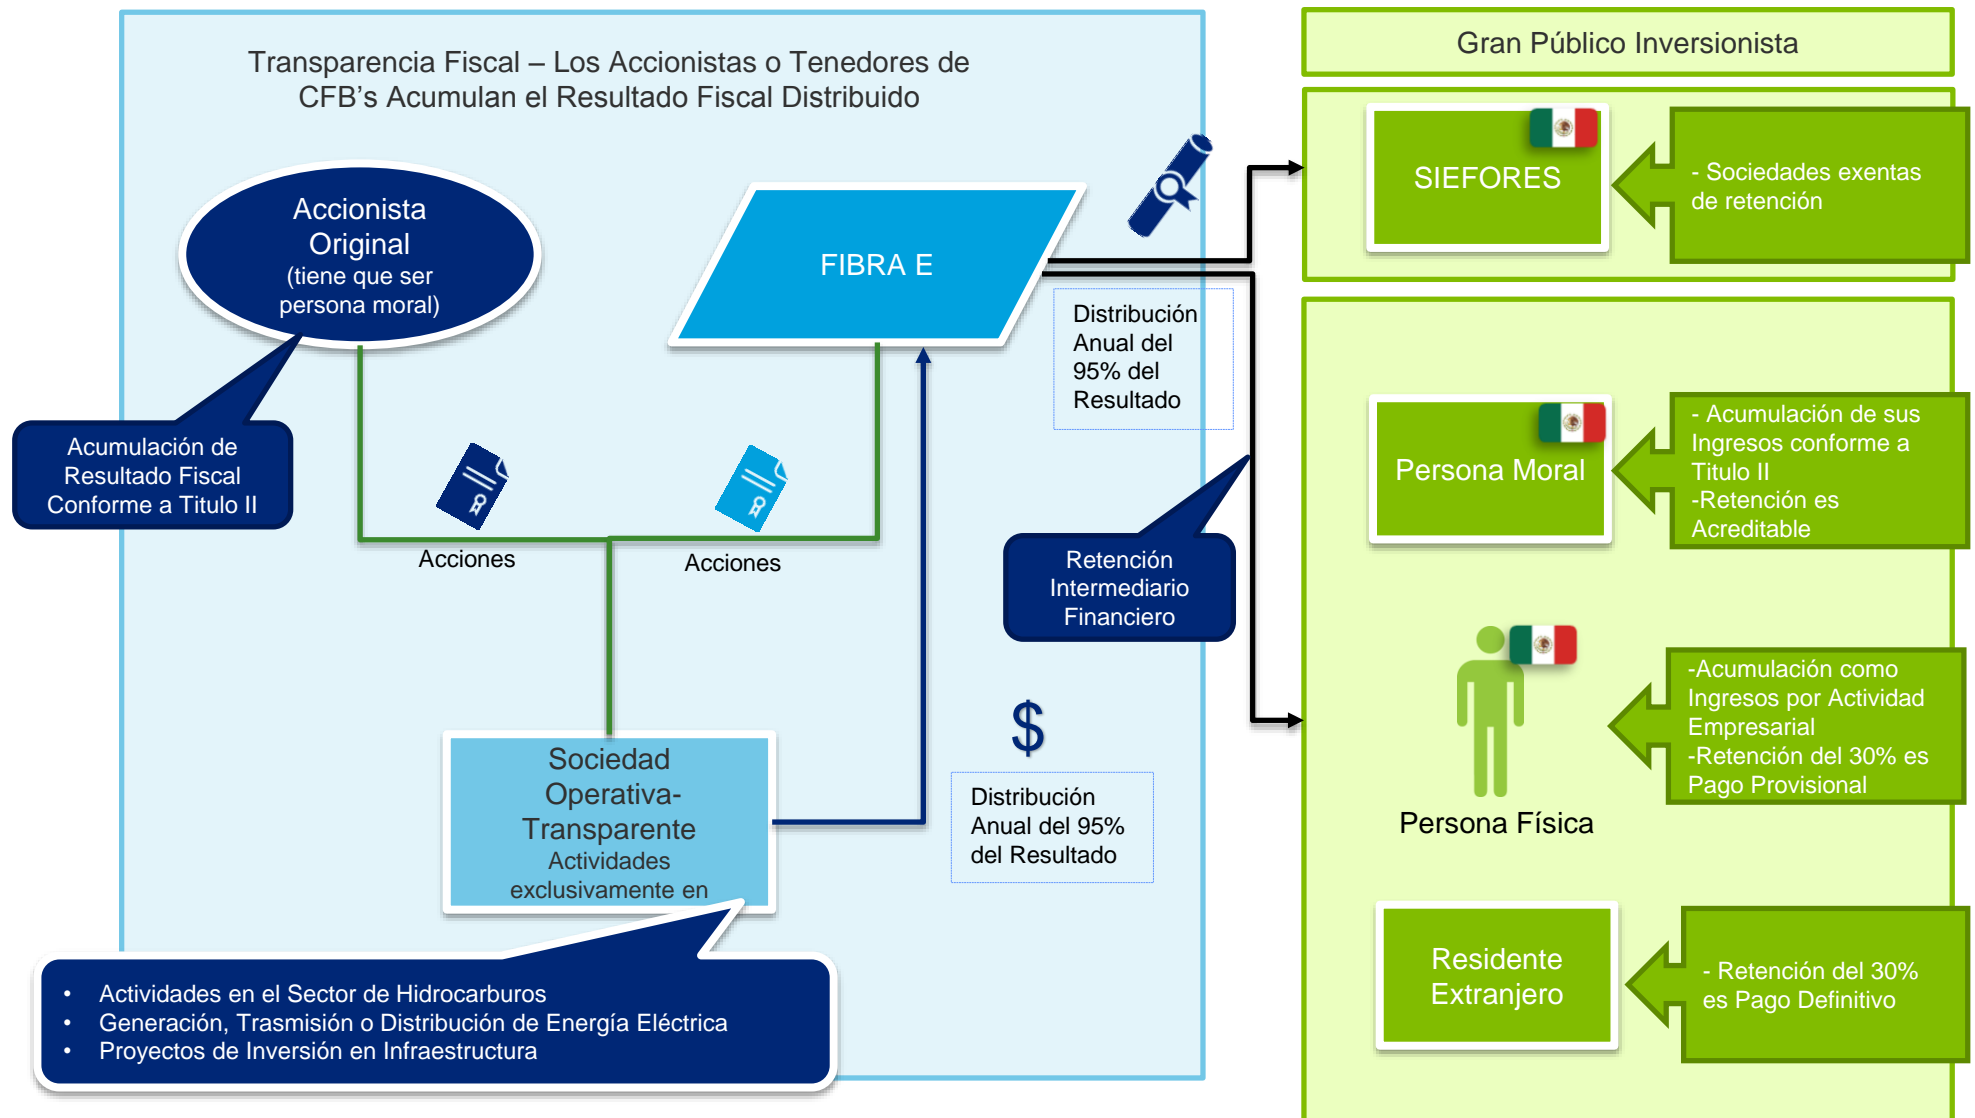 Transparencia Fiscal – Los Accionistas o Tenedores de
CFB's Acumulan el Resultado Fiscal Distribuido
Accionista
Original
(tiene que ser
persona moral)
FIBRA E
Acumulación de
Resultado Fiscal
Conforme a Titulo II
Acciones
Acciones
Distribución
Anual del
95% del
Resultado
Retención
Intermediario
Financiero
$
Distribución
Anual del 95%
del Resultado
Sociedad
Operativa-
Transparente
Actividades
exclusivamente en
• Actividades en el Sector de Hidrocarburos
• Generación, Trasmisión o Distribución de Energía Eléctrica
• Proyectos de Inversión en Infraestructura
Gran Público Inversionista
SIEFORES
- Sociedades exentas
de retención
Persona Moral
- Acumulación de sus
Ingresos conforme a
Titulo II
-Retención es
Acreditable
Persona Física
-Acumulación como
Ingresos por Actividad
Empresarial
-Retención del 30% es
Pago Provisional
Residente
Extranjero
- Retención del 30%
es Pago Definitivo